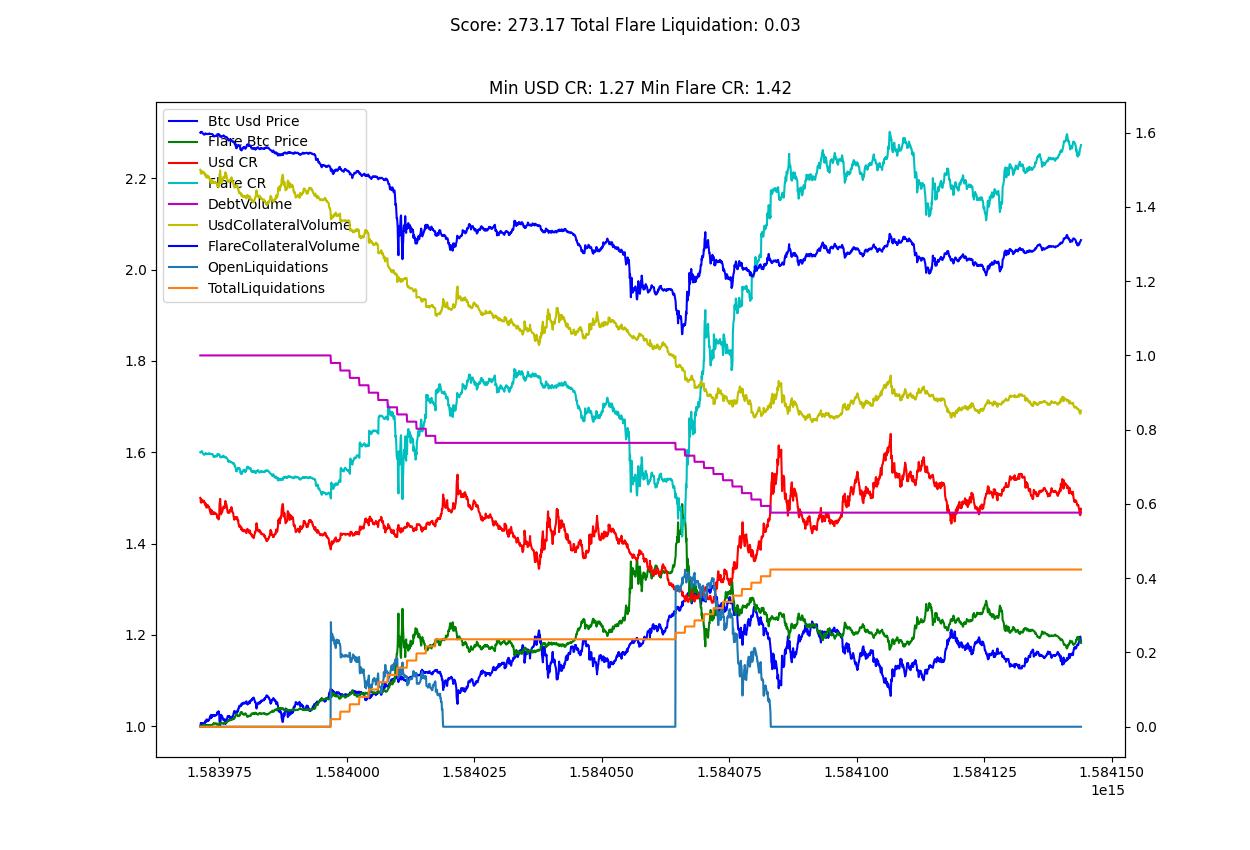 Score: 273.17 Total Flare Liquidation: 0.03
Min USD CR: 1.27 Min Flare CR: 1.42
Btc Usd Price
Flare Btc Price
Usd CR
Flare CR
DebtVolume
UsdCollateralVolume
FlareCollateralVolume
OpenLiquidations
TotalLiquidations
2.2
2.0
1.8
1.6
1.4
1.2
1.0
1.6
1.4
1.2
1.0
0.8
0.6
0.4
0.2
0.0
1.583975 1.584000 1.584025 1.584050 1.584075 1.584100 1.584125 1.584150
1e15